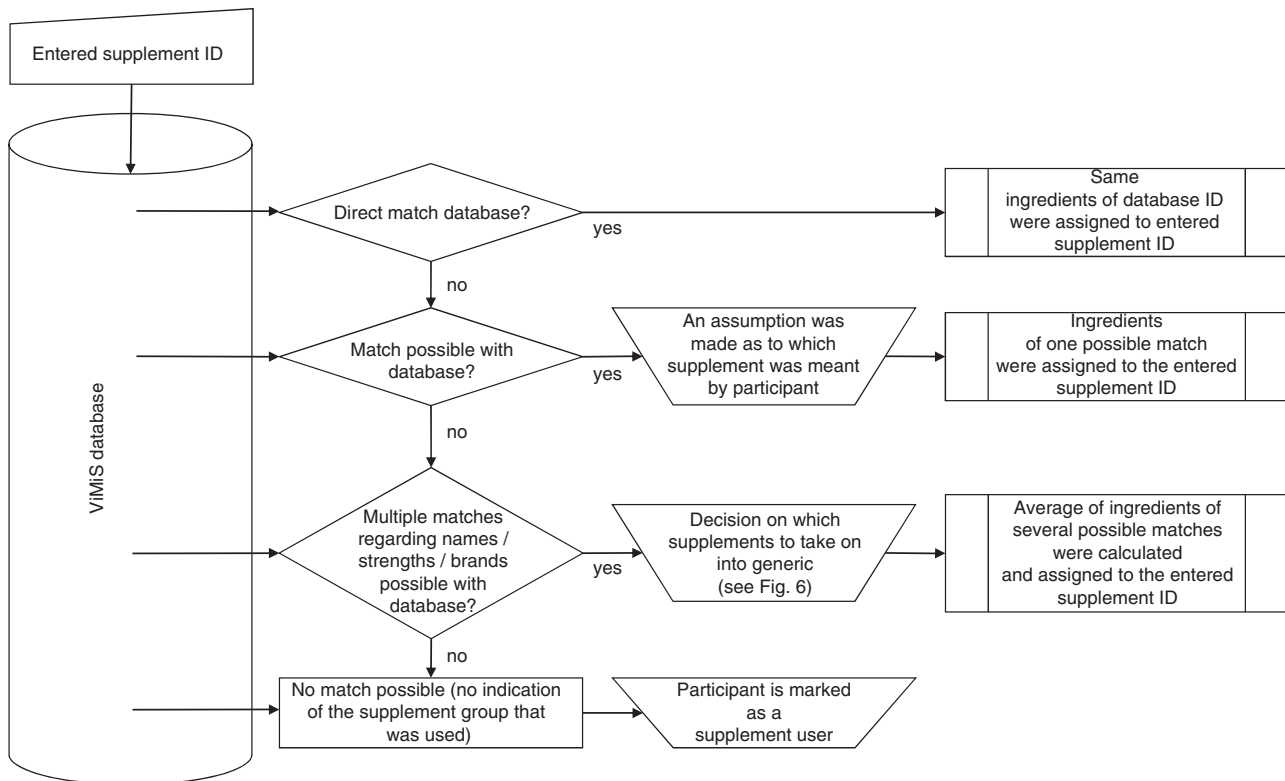 Entered supplement ID
ViMiS database
Direct match database?
yes
Same
ingredients of database ID
were assigned to entered
supplement ID
no
Match possible with
database?
yes
An assumption was
made as to which
supplement was meant
by participant
Ingredients
of one possible match
were assigned to the entered
supplement ID
no
Multiple matches
regarding names /
strengths / brands
possible with
database?
yes
Decision on which
supplements to take on
into generic
(see Fig. 6)
Average of ingredients of
several possible matches
were calculated
and assigned to the entered
supplement ID
no
No match possible (no indication
of the supplement group that
was used)
Participant is marked
as a
supplement user